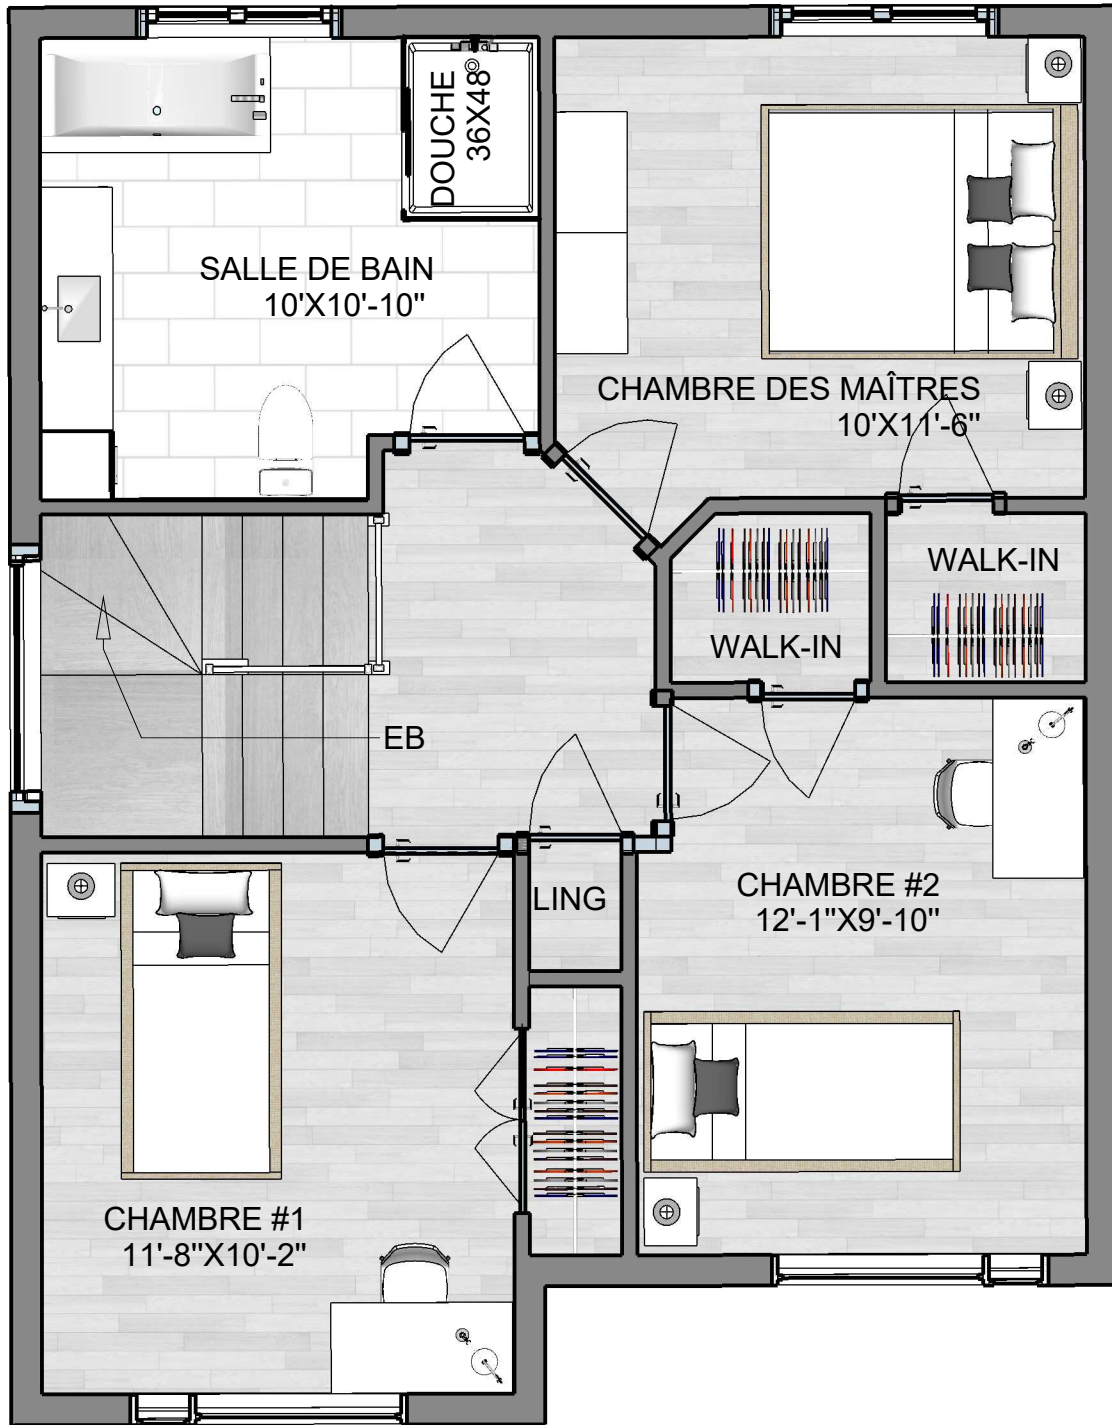 DOUCHE
36X48
SALLE DE BAIN
10'X10'-10"
CHAMBRE DES MAÎTRES
10'X11'-6"
WALK-IN
WALK-IN
EB
LING
CHAMBRE #2
12'-1"X9'-10"
CHAMBRE #1
11'-8"X10'-2"